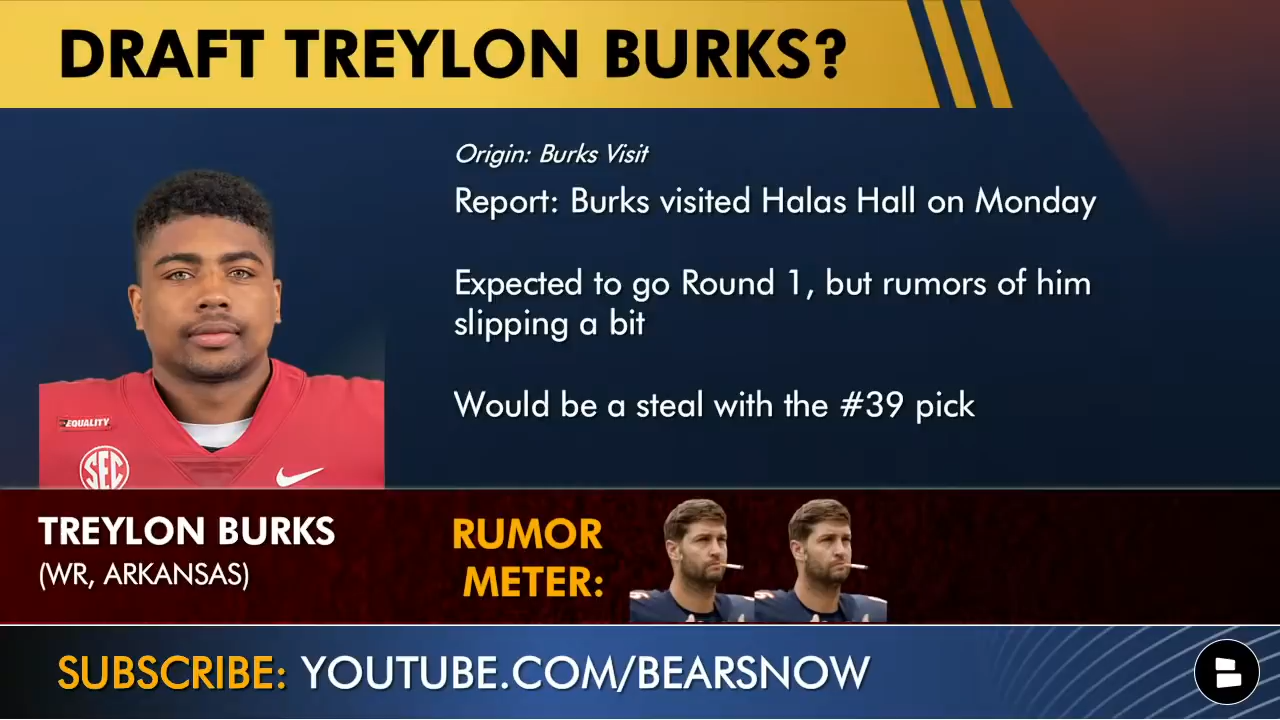 DRAFT TREYLON BURKS?
Origin: Burks Visit
Report: Burks visited Halas Hall on Monday
Expected to go Round 1, but rumors of him
slipping a bit
Would be a steal with the #39 pick
EQUALITY
SEC
TREYLON BURKS
(WR, ARKANSAS)
RUMOR
METER:
SUBSCRIBE: YOUTUBE.COM/BEARSNOW